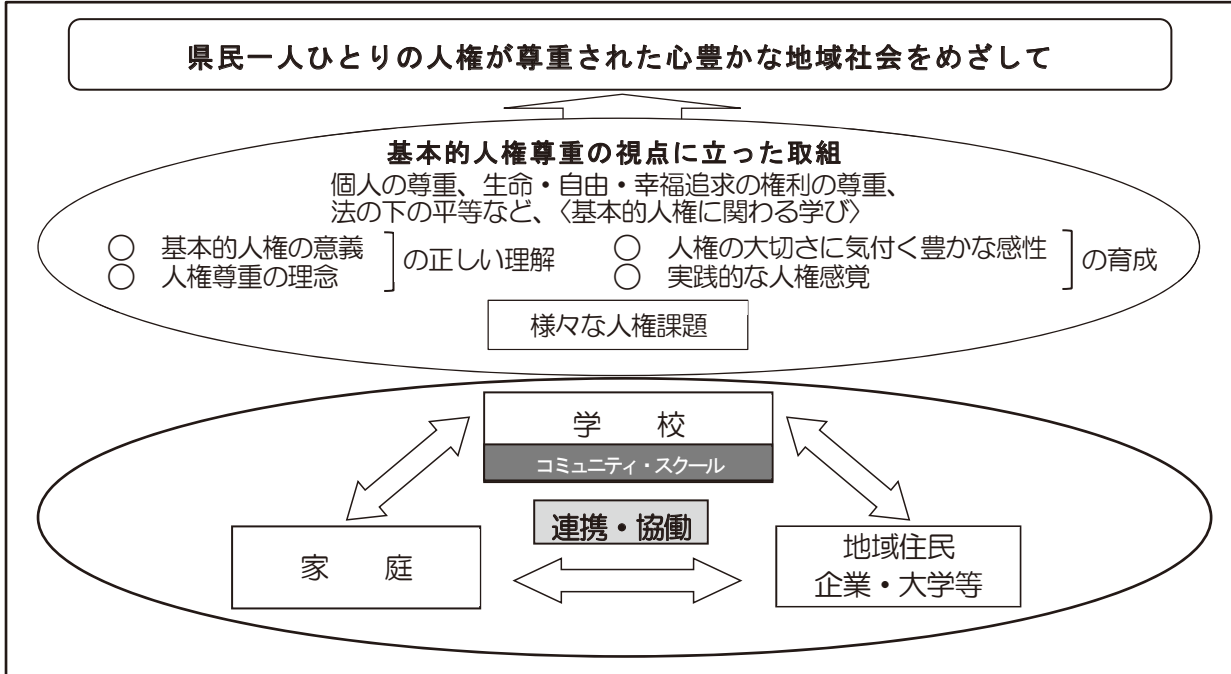 県民一人ひとりの人権が尊重された心豊かな地域社会をめざして
基本的人権尊重の視点に立った取組
個人の尊重、生命・自由・幸福追求の権利の尊重、
法の下の平等など、〈基本的人権に関わる学び〉
○ 基本的人権の意義
○ 人権尊重の理念
の正しい理解
○ 人権の大切さに気付く豊かな感性
○ 実践的な人権感覚
の育成
様々な人権課題
学　校
コミュニティ・スクール
連携・協働
家　庭
地域住民
企業・大学等